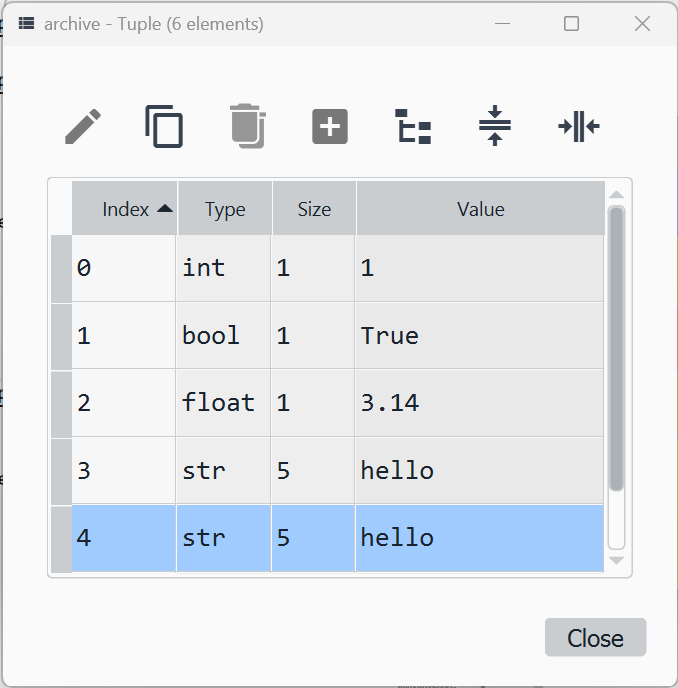 archive - Tuple (6 elements)
Index Type Size Value
0 int 1 1
1 bool 1 True
2 float 1 3.14
3 str 5 hello
4 str 5 hello
Close